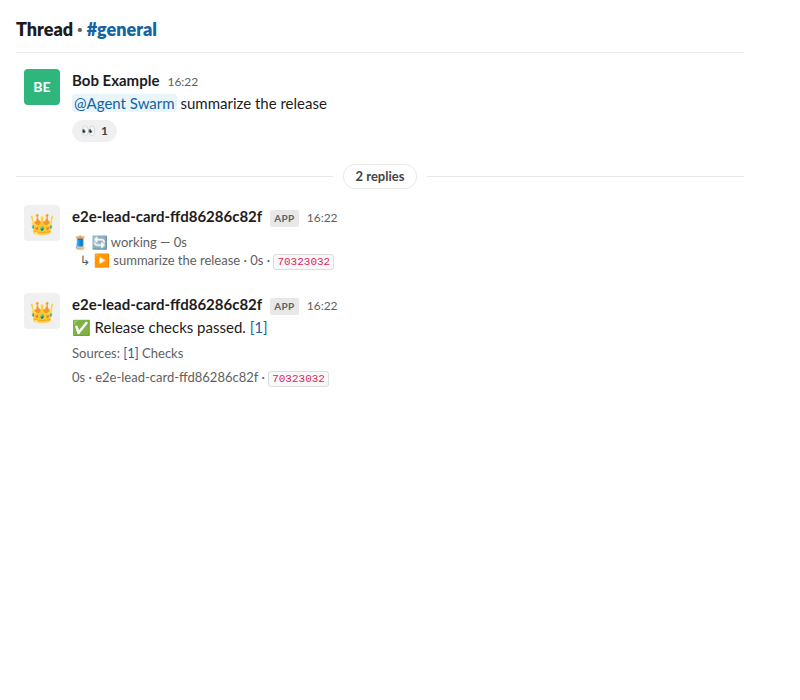 Thread • #general
BE
Bob Example 16:22
@Agent Swarm summarize the release
👀 1
2 replies
e2e-lead-card-ffd86286c82f APP 16:22
🧵 🔄 working — 0s
↳ ▶️ summarize the release · 0s · 70323032
e2e-lead-card-ffd86286c82f APP 16:22
✅ Release checks passed. [1]
Sources: [1] Checks
0s · e2e-lead-card-ffd86286c82f · 70323032